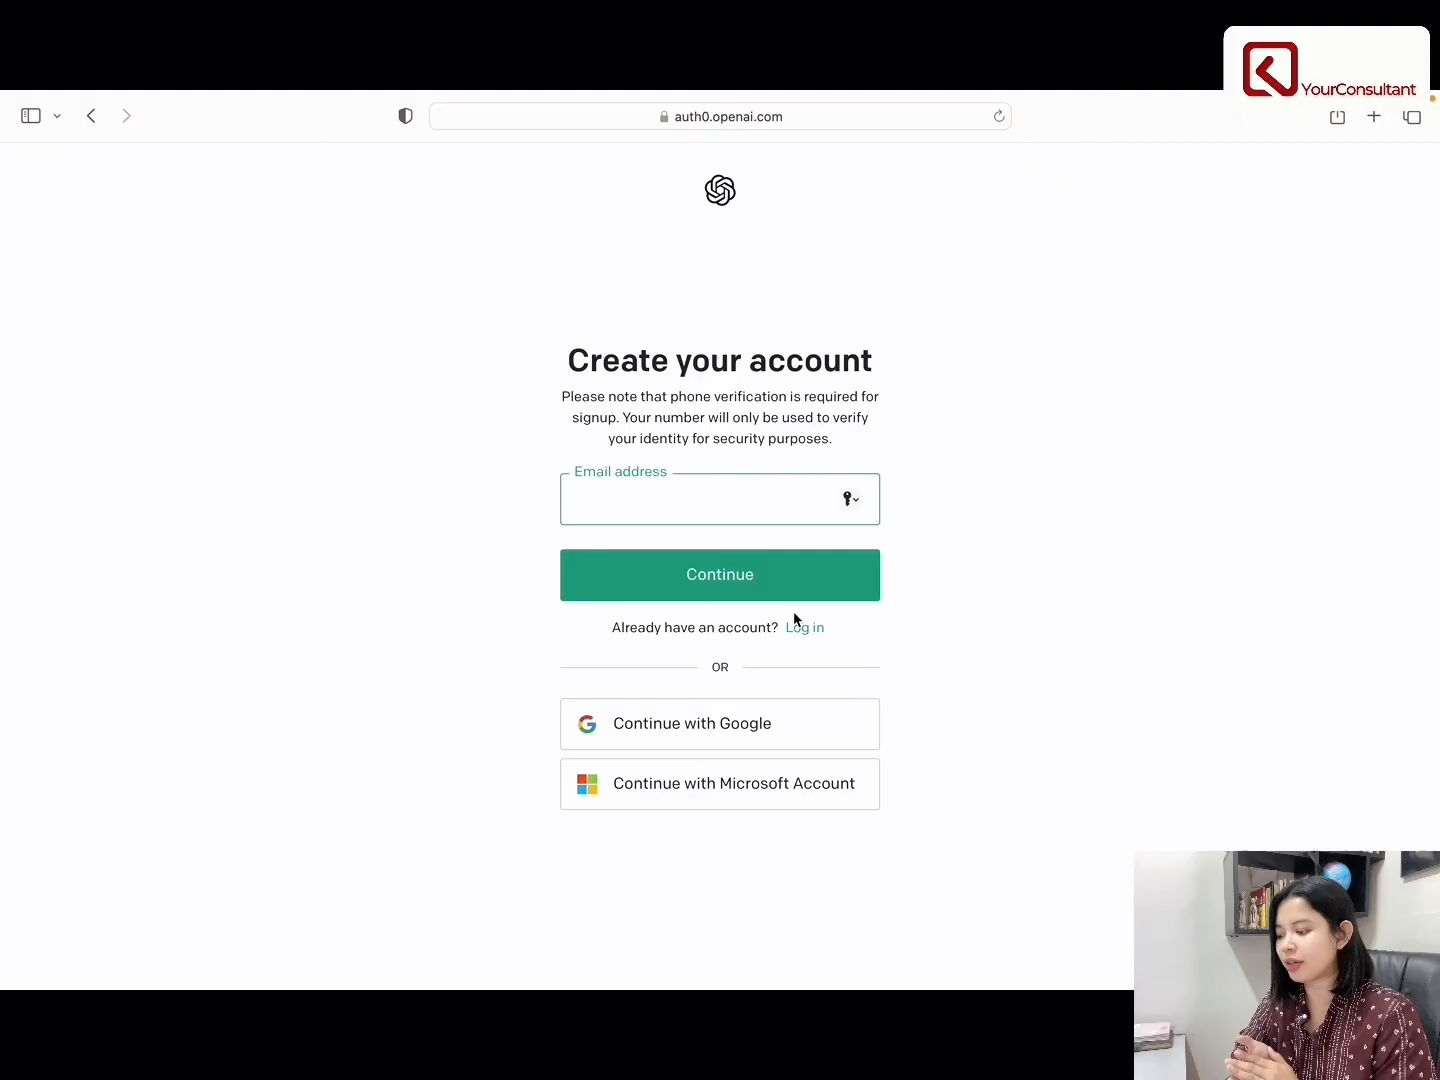 YourConsultant
auth0.openai.com
Create your account
Please note that phone verification is required for
signup. Your number will only be used to verify
your identity for security purposes.
Email address
Continue
Already have an account? Log in
OR
Continue with Google
Continue with Microsoft Account